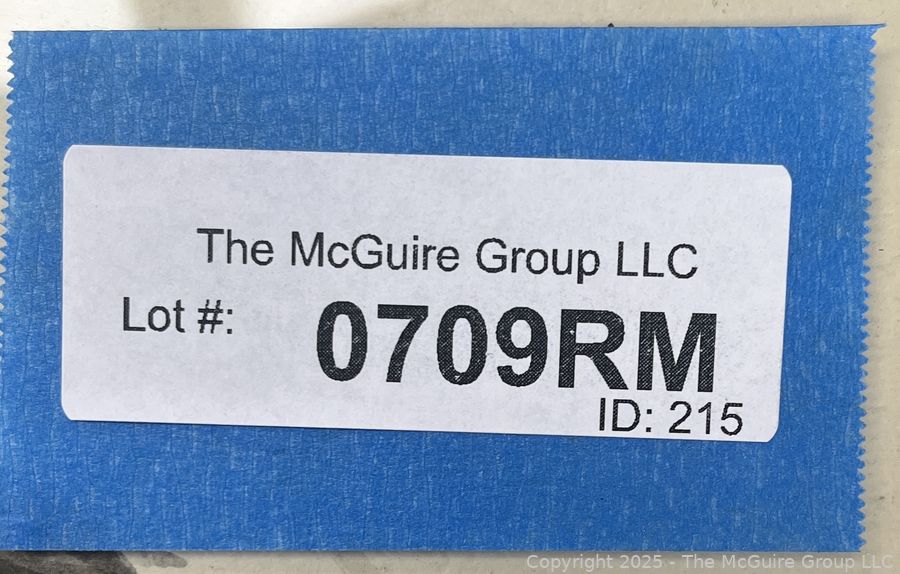 The McGuire Group LLC
Lot #: 0709RM
ID: 215
Copyright 2025 - The McGuire Group LLC